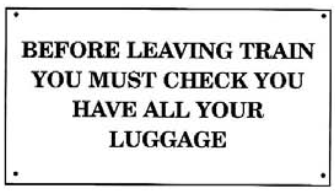 BEFORE LEAVING TRAIN
YOU MUST CHECK YOU
HAVE ALL YOUR
LUGGAGE